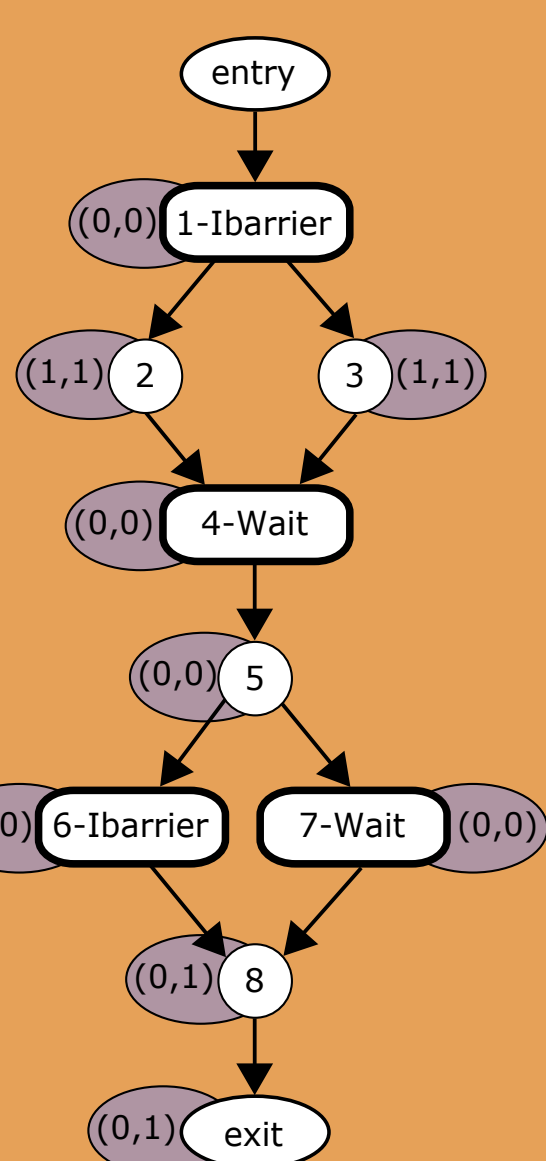 entry
(0,0) 1-Ibarrier
(1,1) 2 3 (1,1)
(0,0) 4-Wait
(0,0) 5
0) 6-Ibarrier 7-Wait (0,0)
(0,1) 8
(0,1) exit